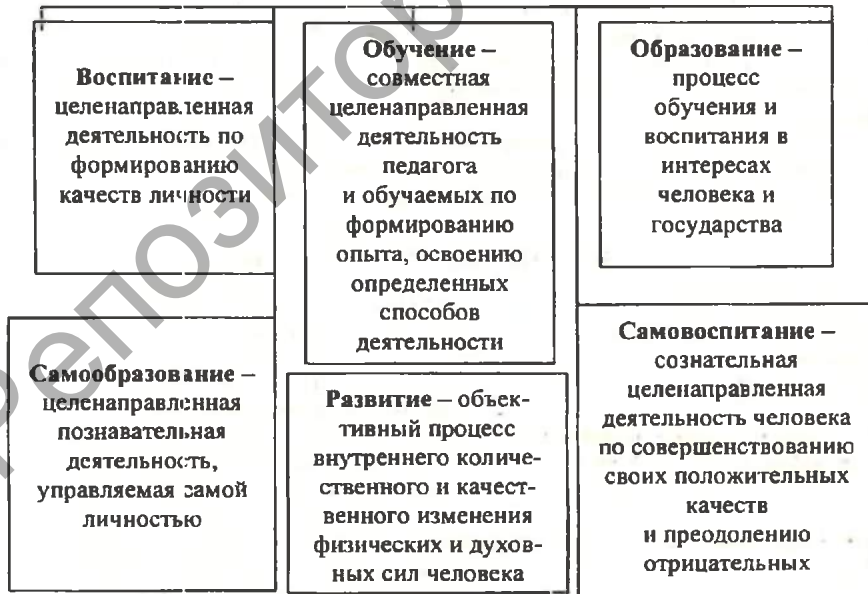 Воспитание –
целенаправленная
деятельность по
формированию
качеств личности
Обучение –
совместная
целенаправленная
деятельность
педагога
и обучаемых по
формированию
опыта, освоению
определенных
способов
деятельности
Образование –
процесс
обучения и
воспитания в
интересах
человека и
государства
Самообразование –
целенаправленная
познавательная
деятельность,
управляемая самой
личностью
Развитие – объек-
тивный процесс
внутреннего количе-
ственного и качест-
венного изменения
физических и духов-
ных сил человека
Самовоспитание –
сознательная
целенаправленная
деятельность человека
по совершенствованию
своих положительных
качеств
и преодолению
отрицательных
Репозитор